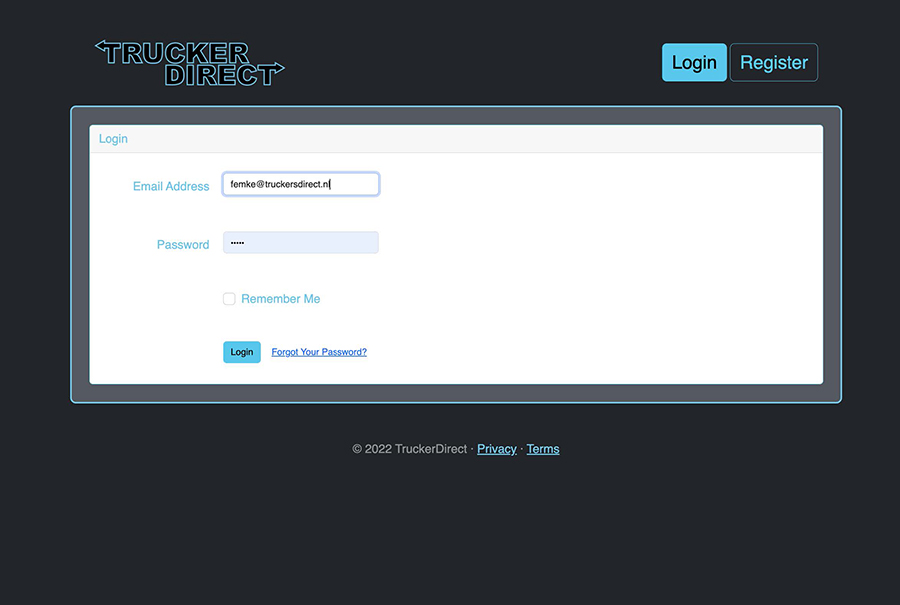 TRUCKER
DIRECT
Login Register
Login
Email Address femke@truckersdirect.nl
Password •••••
Remember Me
Login Forgot Your Password?
© 2022 TruckerDirect · Privacy · Terms